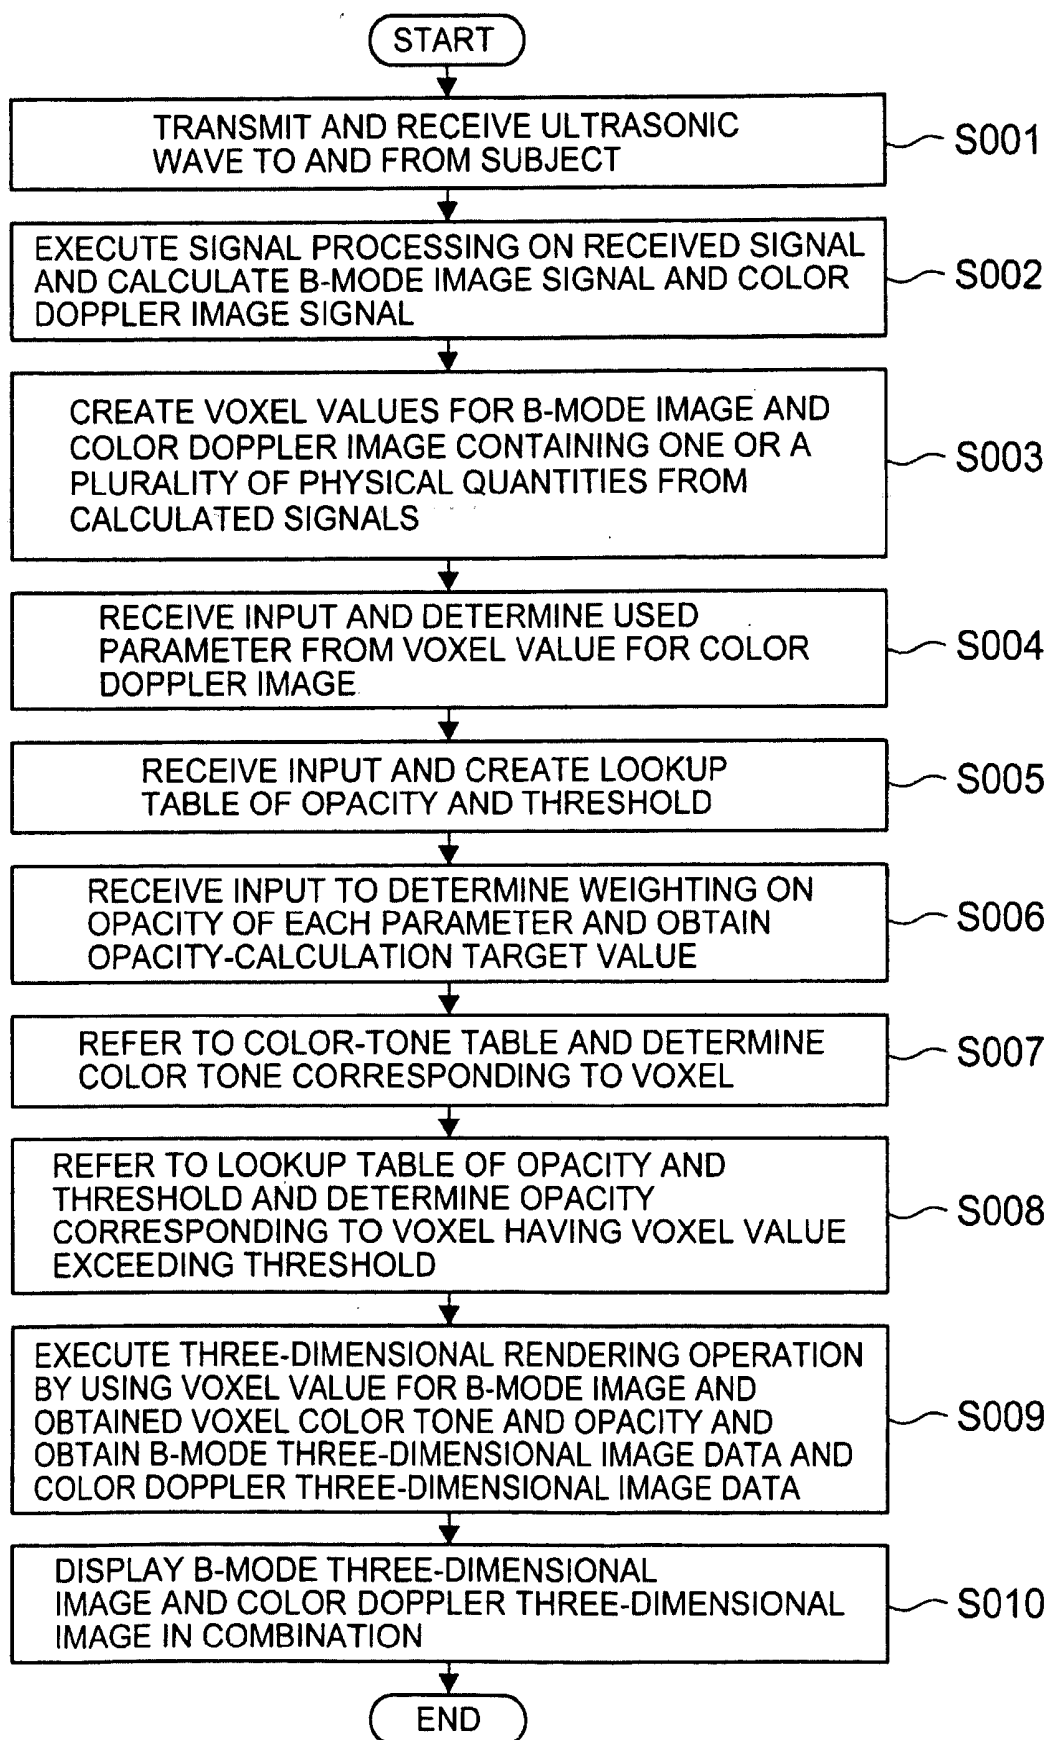 START
TRANSMIT AND RECEIVE ULTRASONIC
WAVE TO AND FROM SUBJECT
S001
EXECUTE SIGNAL PROCESSING ON RECEIVED SIGNAL
AND CALCULATE B-MODE IMAGE SIGNAL AND COLOR
DOPPLER IMAGE SIGNAL
S002
CREATE VOXEL VALUES FOR B-MODE IMAGE AND
COLOR DOPPLER IMAGE CONTAINING ONE OR A
PLURALITY OF PHYSICAL QUANTITIES FROM
CALCULATED SIGNALS
S003
RECEIVE INPUT AND DETERMINE USED
PARAMETER FROM VOXEL VALUE FOR COLOR
DOPPLER IMAGE
S004
RECEIVE INPUT AND CREATE LOOKUP
TABLE OF OPACITY AND THRESHOLD
S005
RECEIVE INPUT TO DETERMINE WEIGHTING ON
OPACITY OF EACH PARAMETER AND OBTAIN
OPACITY-CALCULATION TARGET VALUE
S006
REFER TO COLOR-TONE TABLE AND DETERMINE
COLOR TONE CORRESPONDING TO VOXEL
S007
REFER TO LOOKUP TABLE OF OPACITY AND
THRESHOLD AND DETERMINE OPACITY
CORRESPONDING TO VOXEL HAVING VOXEL VALUE
EXCEEDING THRESHOLD
S008
EXECUTE THREE-DIMENSIONAL RENDERING OPERATION
BY USING VOXEL VALUE FOR B-MODE IMAGE AND
OBTAINED VOXEL COLOR TONE AND OPACITY AND
OBTAIN B-MODE THREE-DIMENSIONAL IMAGE DATA AND
COLOR DOPPLER THREE-DIMENSIONAL IMAGE DATA
S009
DISPLAY B-MODE THREE-DIMENSIONAL
IMAGE AND COLOR DOPPLER THREE-DIMENSIONAL
IMAGE IN COMBINATION
S010
END